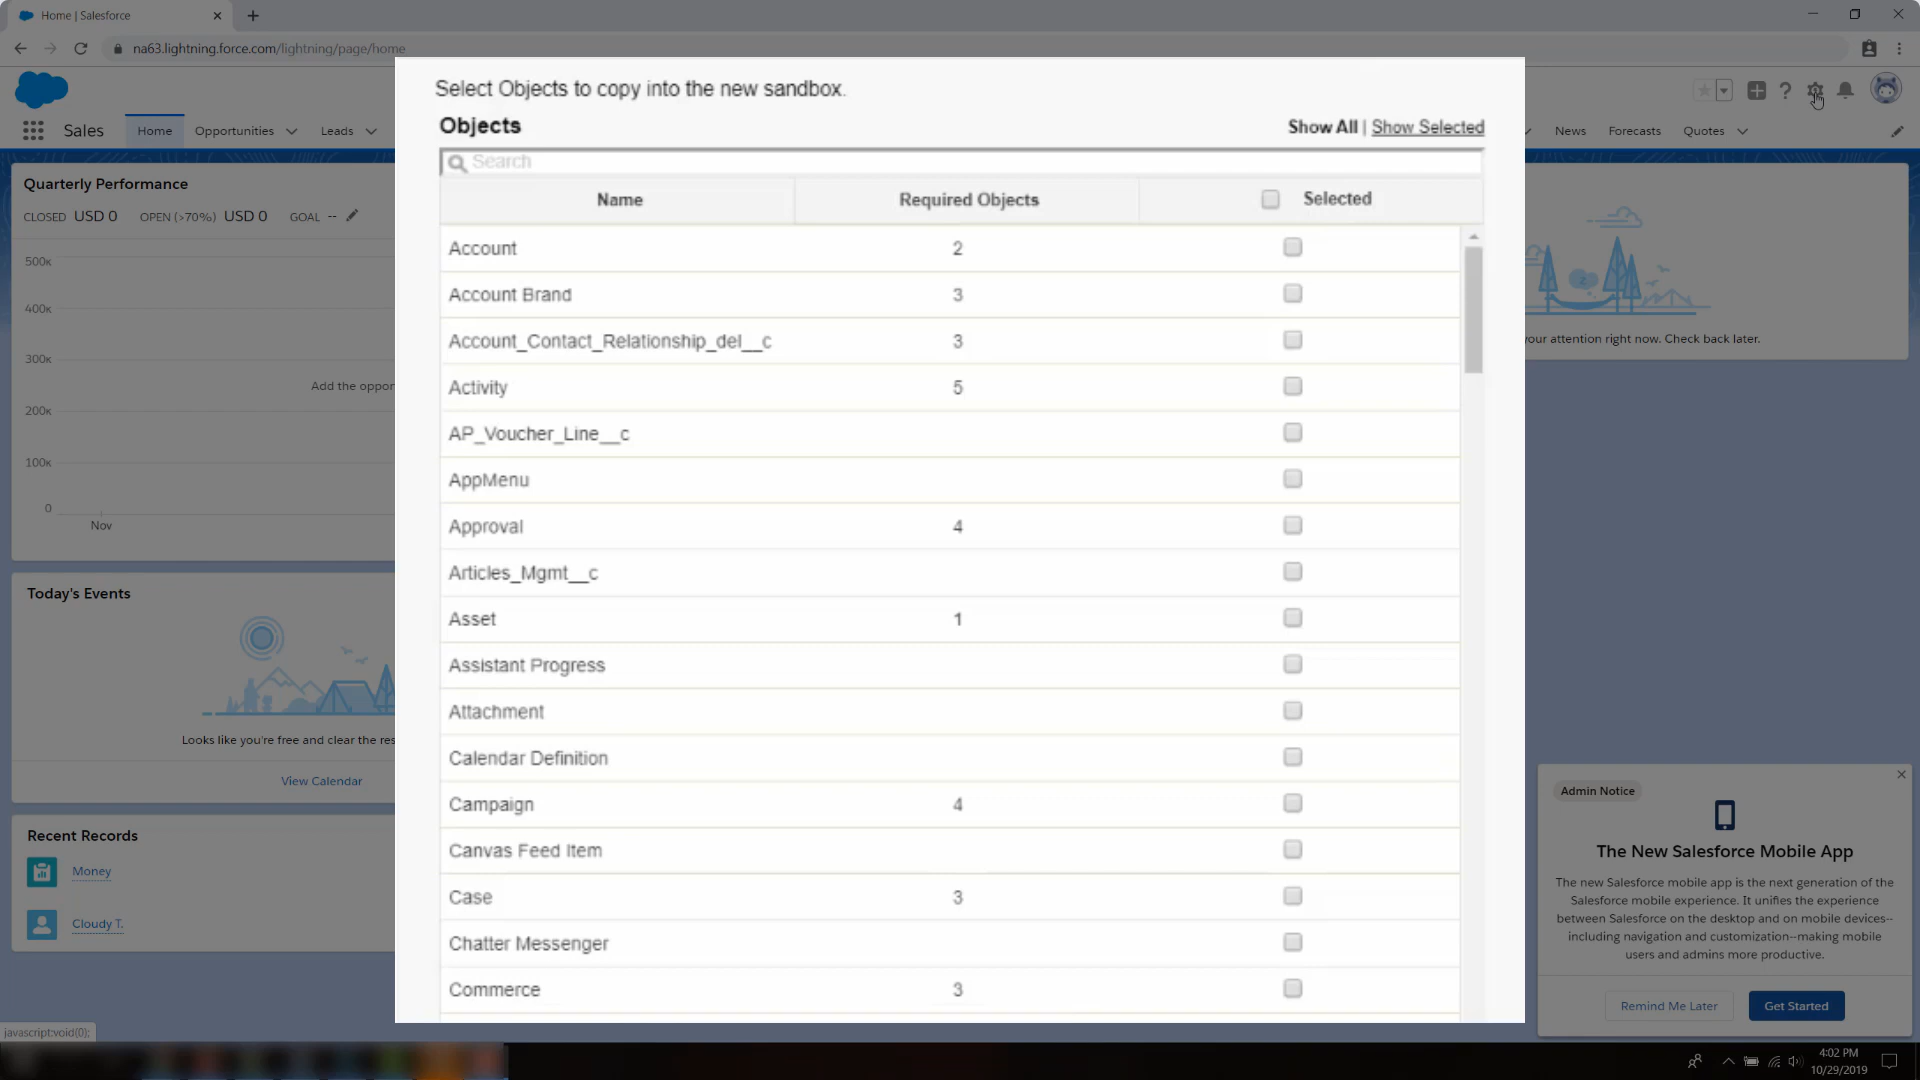 Home | Salesforce
na63.lightning.force.com/lightning/page/home
Sales
Home
Opportunities
Leads
News
Forecasts
Quotes
Quarterly Performance
CLOSED USD 0 OPEN (>70%) USD 0 GOAL --
500K
400K
300K
200K
100K
0
Nov
Add the oppor
Today's Events
Looks like you're free and clear the res
View Calendar
Recent Records
Money
Cloudy T.
javascript:void(0);
Select Objects to copy into the new sandbox.
Objects
Show All | Show Selected
Search
Name Required Objects Selected
Account 2
Account Brand 3
Account_Contact_Relationship_del__c 3
Activity 5
AP_Voucher_Line__c
AppMenu
Approval 4
Articles_Mgmt__c
Asset 1
Assistant Progress
Attachment
Calendar Definition
Campaign 4
Canvas Feed Item
Case 3
Chatter Messenger
Commerce 3
your attention right now. Check back later.
Admin Notice
The New Salesforce Mobile App
The new Salesforce mobile app is the next generation of the
Salesforce mobile experience. It unifies the experience
between Salesforce on the desktop and on mobile devices--
including navigation and customization--making mobile
users and admins more productive.
Remind Me Later
Get Started
4:02 PM
10/29/2019